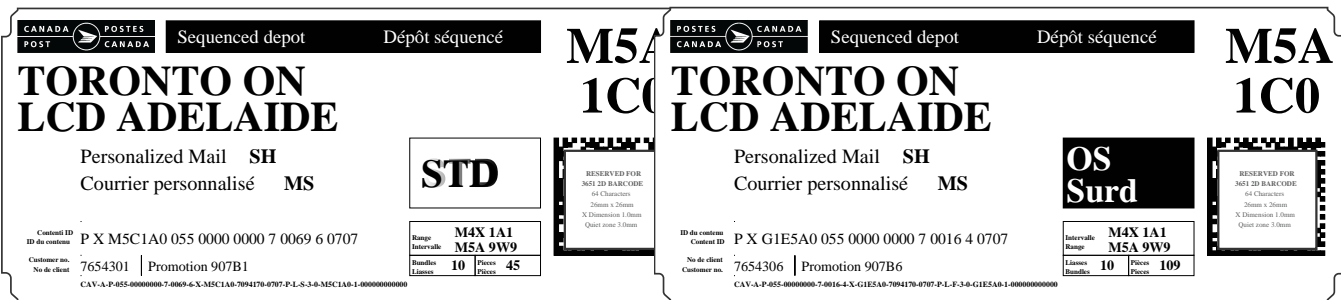 CANADA POSTES
POST CANADA
Sequenced depot Dépôt séquencé
M5A
1C0
TORONTO ON
LCD ADELAIDE
Personalized Mail SH
Courrier personnalisé MS
STD
RESERVED FOR
3651 2D BARCODE
64 Characters
26mm x 26mm
X Dimension 1.0mm
Quiet zone 3.0mm
Contenti ID
ID du contenu
P X M5C1A0 055 0000 0000 7 0069 6 0707
Range
Intervalle
M4X 1A1
M5A 9W9
Customer no.
No de client
7654301 Promotion 907B1
Bundles
Liasses
10
Pieces
Pièces
45
CAV-A-P-055-00000000-7-0069-6-X-M5C1A0-7094170-0707-P-L-S-3-0-M5C1A0-1-000000000000
POSTES CANADA
CANADA POST
Sequenced depot Dépôt séquencé
M5A
1C0
TORONTO ON
LCD ADELAIDE
Personalized Mail SH
Courrier personnalisé MS
OS
Surd
RESERVED FOR
3651 2D BARCODE
64 Characters
26mm x 26mm
X Dimension 1.0mm
Quiet zone 3.0mm
ID du contenu
Content ID
P X G1E5A0 055 0000 0000 7 0016 4 0707
Intervalle
Range
M4X 1A1
M5A 9W9
No de client
Customer no.
7654306 Promotion 907B6
Liasses
Bundles
10
Pièces
Pieces
109
CAV-A-P-055-00000000-7-0016-4-X-G1E5A0-7094170-0707-P-L-F-3-0-G1E5A0-1-000000000000